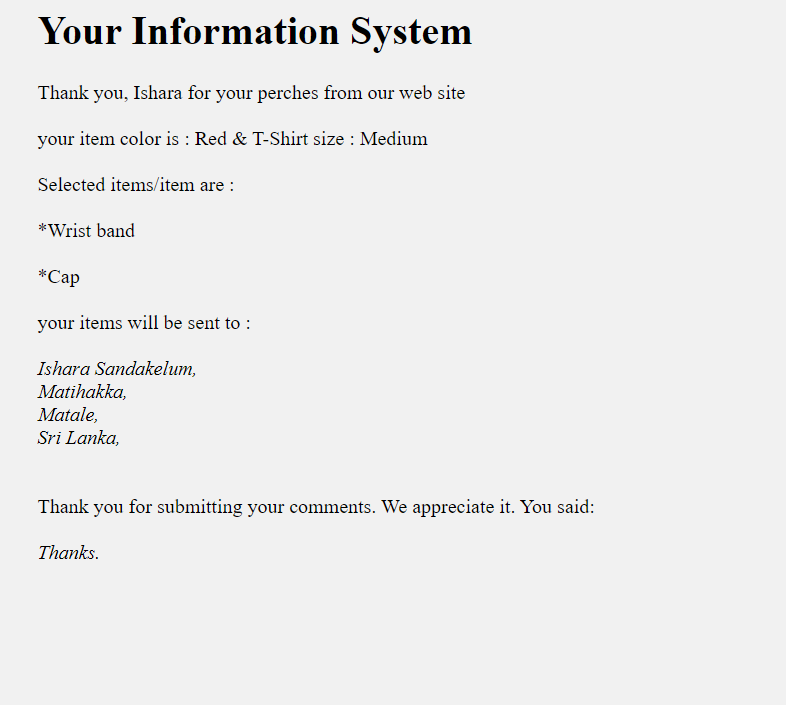 Your Information System
Thank you, Ishara for your perches from our web site
your item color is : Red & T-Shirt size : Medium
Selected items/item are :
*Wrist band
*Cap
your items will be sent to :
Ishara Sandakelum,
Matihakka,
Matale,
Sri Lanka,
Thank you for submitting your comments. We appreciate it. You said:
Thanks.